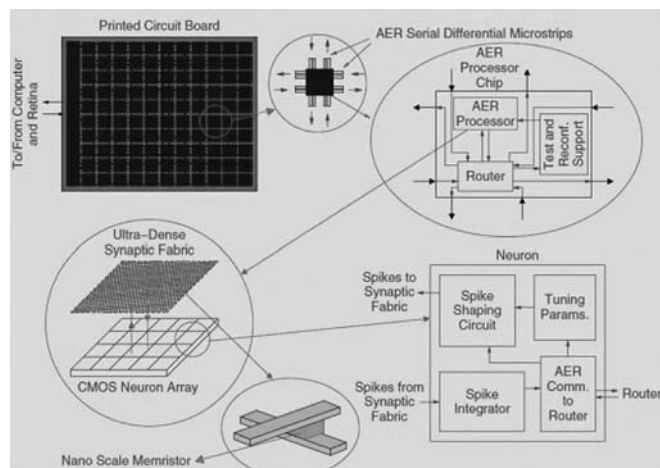 Printed Circuit Board
AER Serial Differential Microstrips
To/From Computer
and Retina
AER
Processor
Chip
AER
Processor
Test and
Reconf.
Support
Router
Ultra-Dense
Synaptic Fabric
CMOS Neuron Array
Nano Scale Memristor
Neuron
Spikes to
Synaptic
Fabric
Spike
Shaping
Circuit
Tuning
Params.
Spikes from
Synaptic
Fabric
Spike
Integrator
AER
Comm.
to
Router
Router